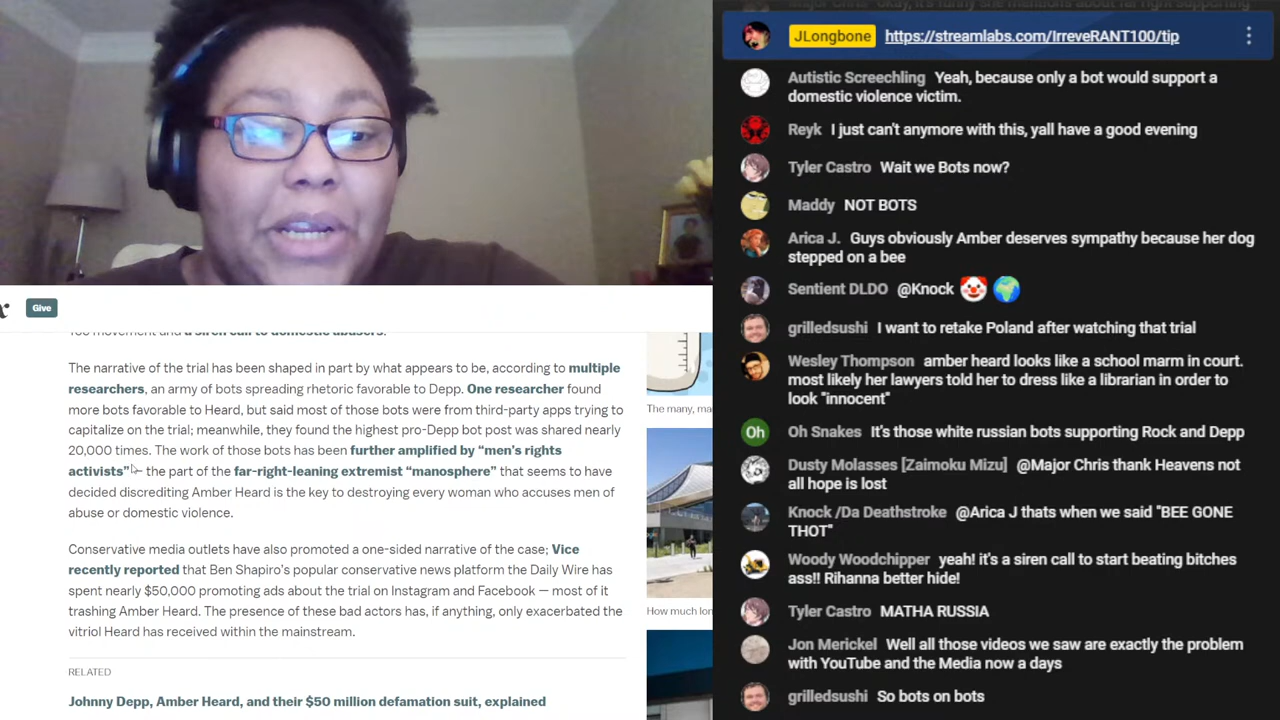 Give
You movement and a siren call to domestic abusers.
The narrative of the trial has been shaped in part by what appears to be, according to multiple
researchers, an army of bots spreading rhetoric favorable to Depp. One researcher found
more bots favorable to Heard, but said most of those bots were from third-party apps trying to
capitalize on the trial; meanwhile, they found the highest pro-Depp bot post was shared nearly
20,000 times. The work of those bots has been further amplified by “men’s rights
activists” the part of the far-right-leaning extremist “manosphere” that seems to have
decided discrediting Amber Heard is the key to destroying every woman who accuses men of
abuse or domestic violence.
Conservative media outlets have also promoted a one-sided narrative of the case; Vice
recently reported that Ben Shapiro’s popular conservative news platform the Daily Wire has
spent nearly $50,000 promoting ads about the trial on Instagram and Facebook — most of it
trashing Amber Heard. The presence of these bad actors has, if anything, only exacerbated the
vitriol Heard has received within the mainstream.
RELATED
Johnny Depp, Amber Heard, and their $50 million defamation suit, explained
The many, ma
How much lon
JLongbone https://streamlabs.com/IrreveRANT100/tip
Autistic Screechling Yeah, because only a bot would support a
domestic violence victim.
Reyk I just can't anymore with this, yall have a good evening
Tyler Castro Wait we Bots now?
Maddy NOT BOTS
Arica J. Guys obviously Amber deserves sympathy because her dog
stepped on a bee
Sentient DLDO @Knock
grilledsushi I want to retake Poland after watching that trial
Wesley Thompson amber heard looks like a school marm in court.
most likely her lawyers told her to dress like a librarian in order to
look "innocent"
Oh
Oh Snakes It's those white russian bots supporting Rock and Depp
Dusty Molasses [Zaimoku Mizu] @Major Chris thank Heavens not
all hope is lost
Knock /Da Deathstroke @Arica J thats when we said "BEE GONE
THOT"
Woody Woodchipper yeah! it's a siren call to start beating bitches
ass!! Rihanna better hide!
Tyler Castro MATHA RUSSIA
Jon Merickel Well all those videos we saw are exactly the problem
with YouTube and the Media now a days
grilledsushi So bots on bots